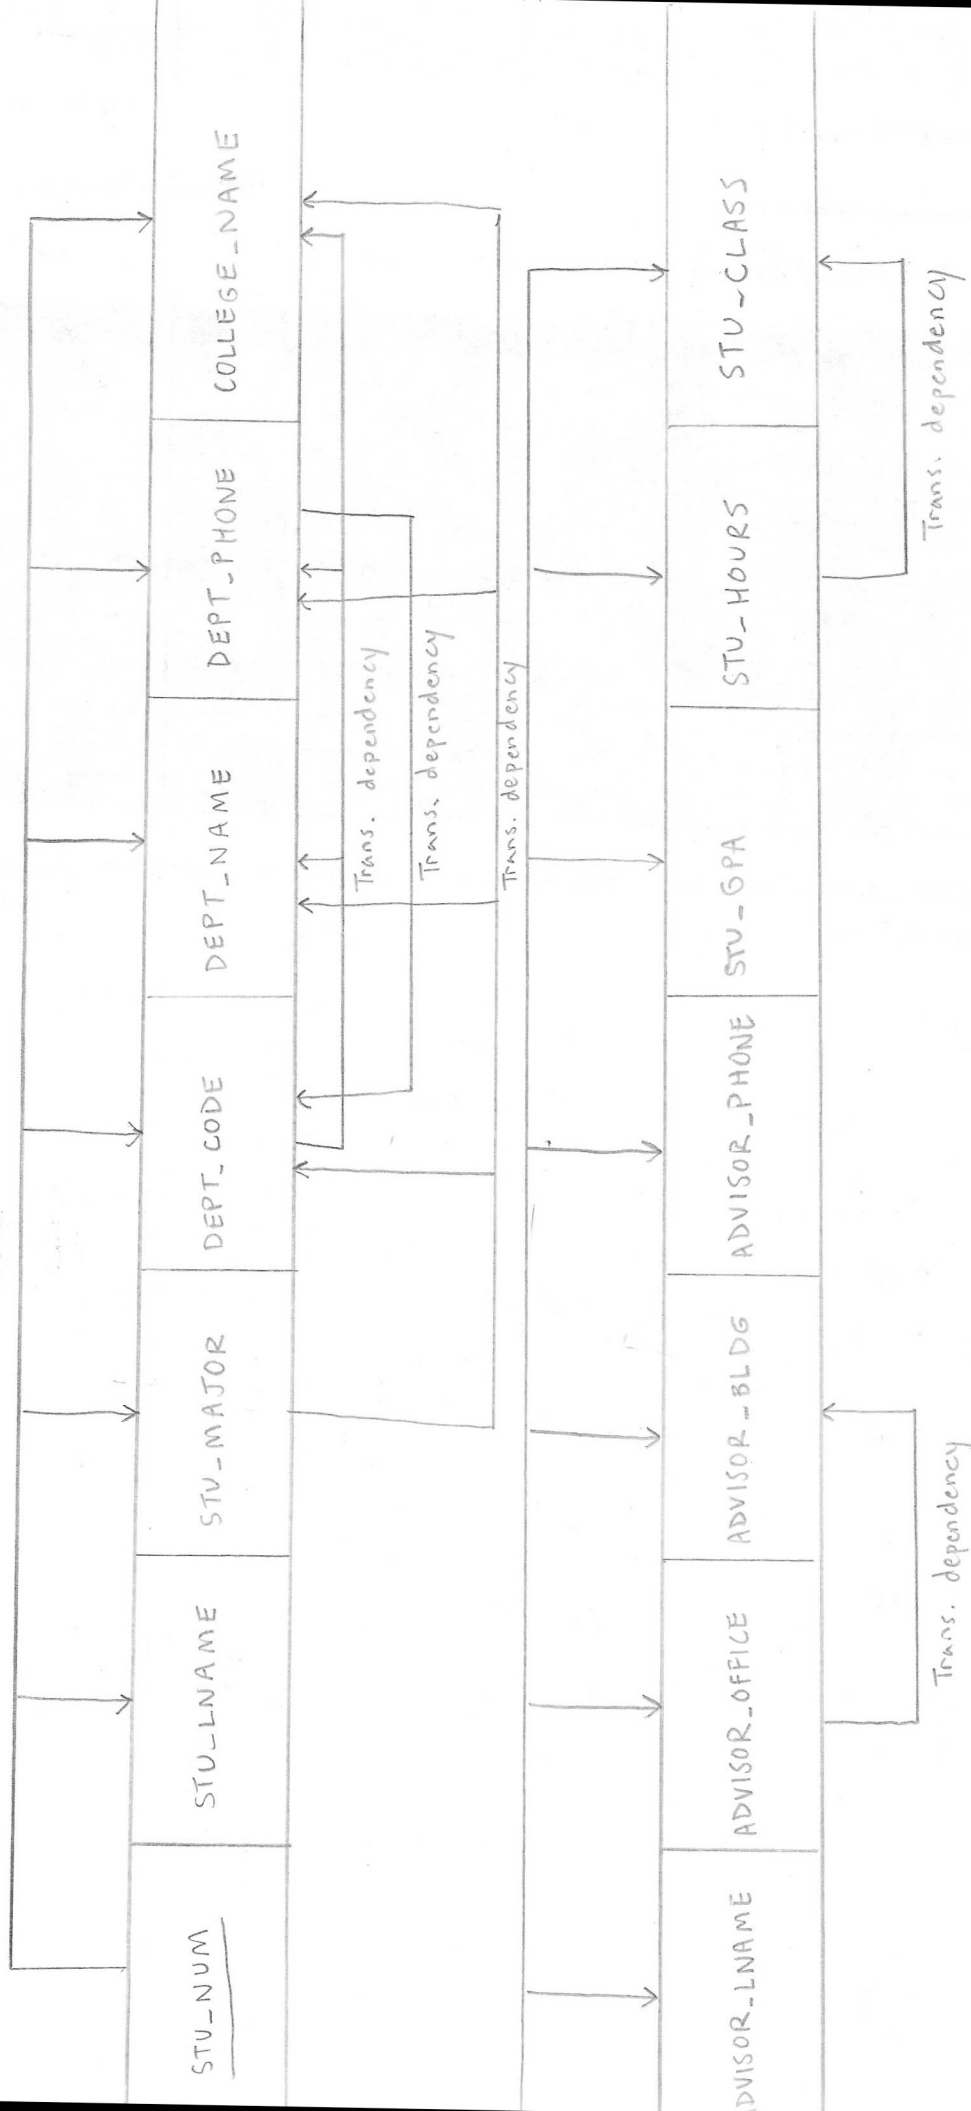 STU_NUM
STU_LNAME
STU_MAJOR
DEPT_CODE
DEPT_NAME
DEPT_PHONE
COLLEGE_NAME
Trans. dependency
Trans. dependency
Trans. dependency
ADVISOR_LNAME
ADVISOR_OFFICE
ADVISOR_BLDG
ADVISOR_PHONE
STU_GPA
STU_HOURS
STU_CLASS
Trans. dependency
Trans. dependency